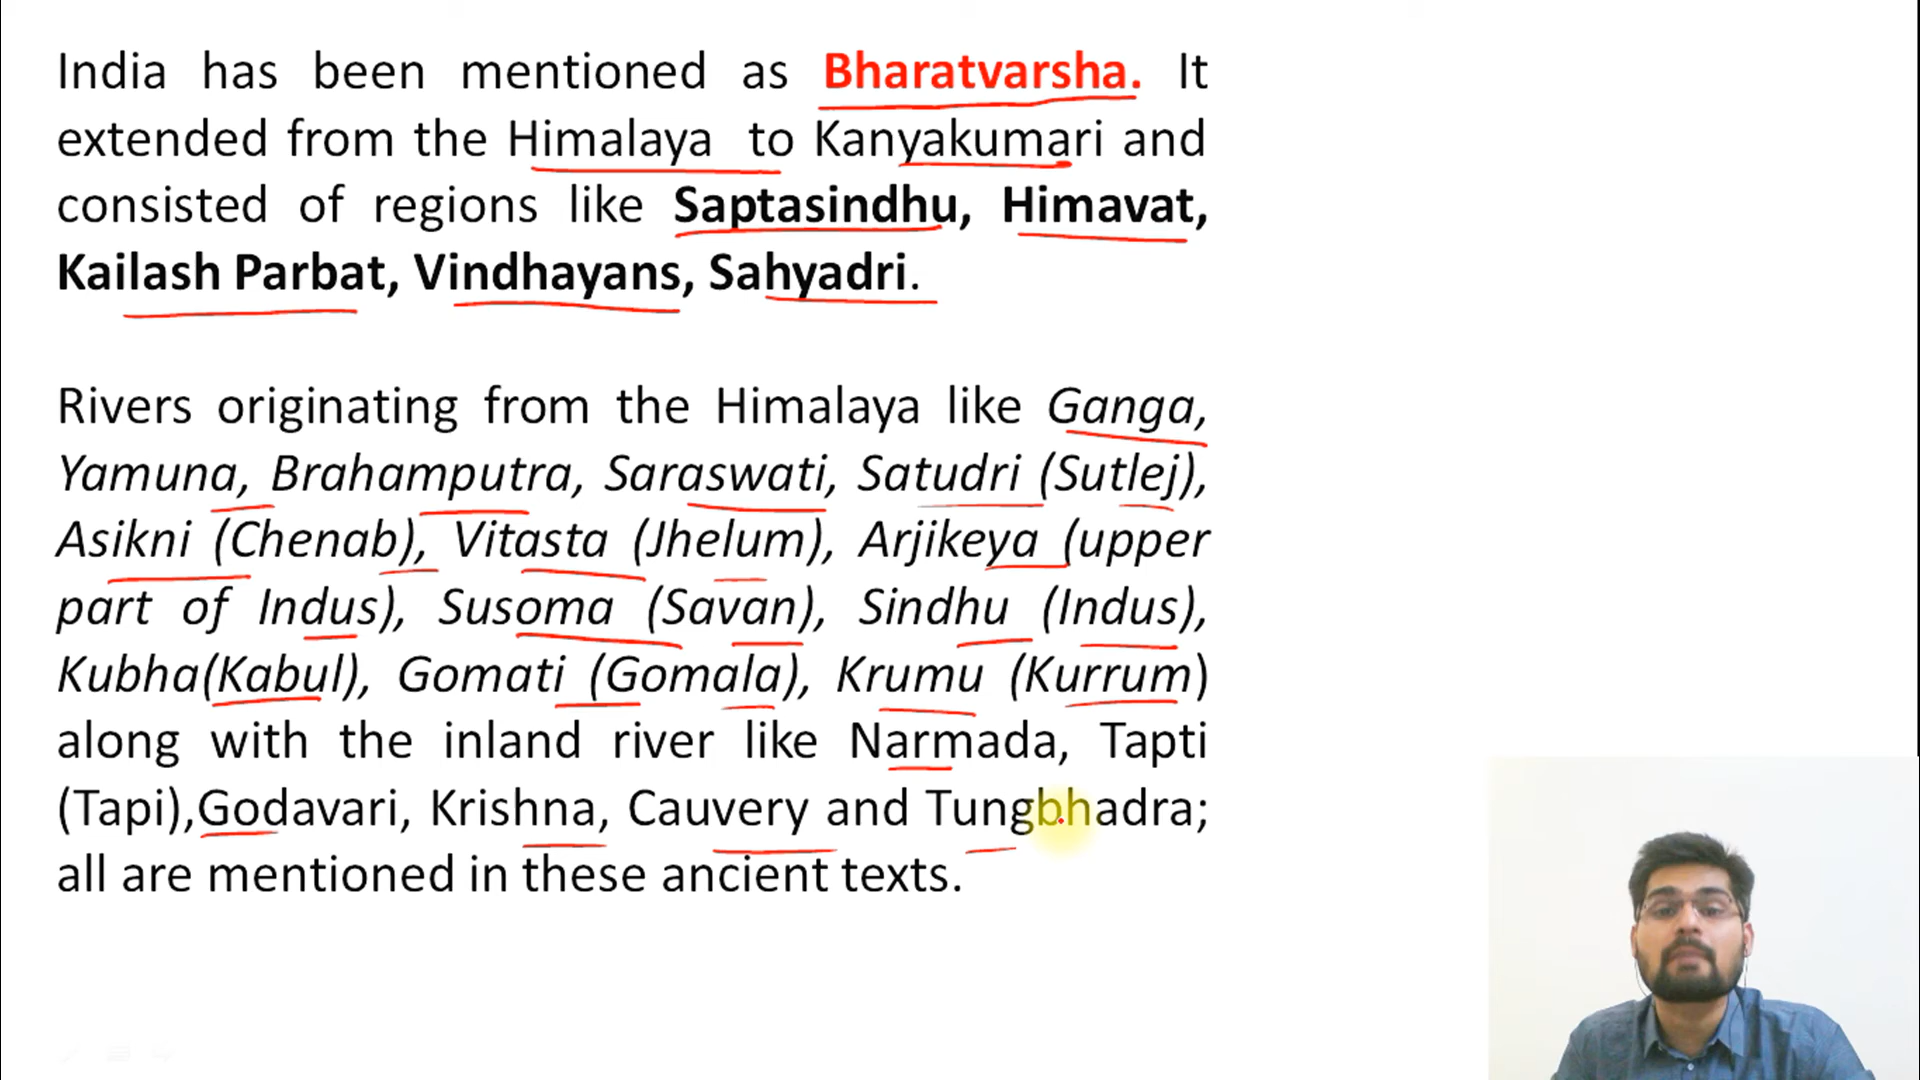 India has been mentioned as Bharatvarsha. It
extended from the Himalaya to Kanyakumari and
consisted of regions like Saptasindhu, Himavat,
Kailash Parbat, Vindhayans, Sahyadri.
Rivers originating from the Himalaya like Ganga,
Yamuna, Brahamputra, Saraswati, Satudri (Sutlej),
Asikni (Chenab), Vitasta (Jhelum), Arjikeya (upper
part of Indus), Susoma (Savan), Sindhu (Indus),
Kubha(Kabul), Gomati (Gomala), Krumu (Kurrum)
along with the inland river like Narmada, Tapti
(Tapi),Godavari, Krishna, Cauvery and Tungbhadra;
all are mentioned in these ancient texts.